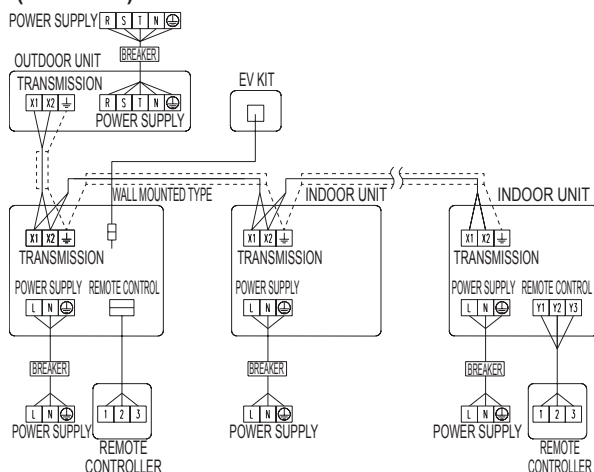 POWER SUPPLY R S T N
BREAKER
OUTDOOR UNIT
TRANSMISSION
X1 X2
R S T N
POWER SUPPLY
EV KIT
WALL MOUNTED TYPE
X1 X2
TRANSMISSION
POWER SUPPLY REMOTE CONTROL
L N
BREAKER
L N
POWER SUPPLY
1 2 3
REMOTE
CONTROLLER
INDOOR UNIT
X1 X2
TRANSMISSION
POWER SUPPLY
L N
BREAKER
L N
POWER SUPPLY
INDOOR UNIT
X1 X2
TRANSMISSION
POWER SUPPLY REMOTE CONTROL
L N
Y1 Y2 Y3
BREAKER
L N
POWER SUPPLY
1 2 3
REMOTE
CONTROLLER